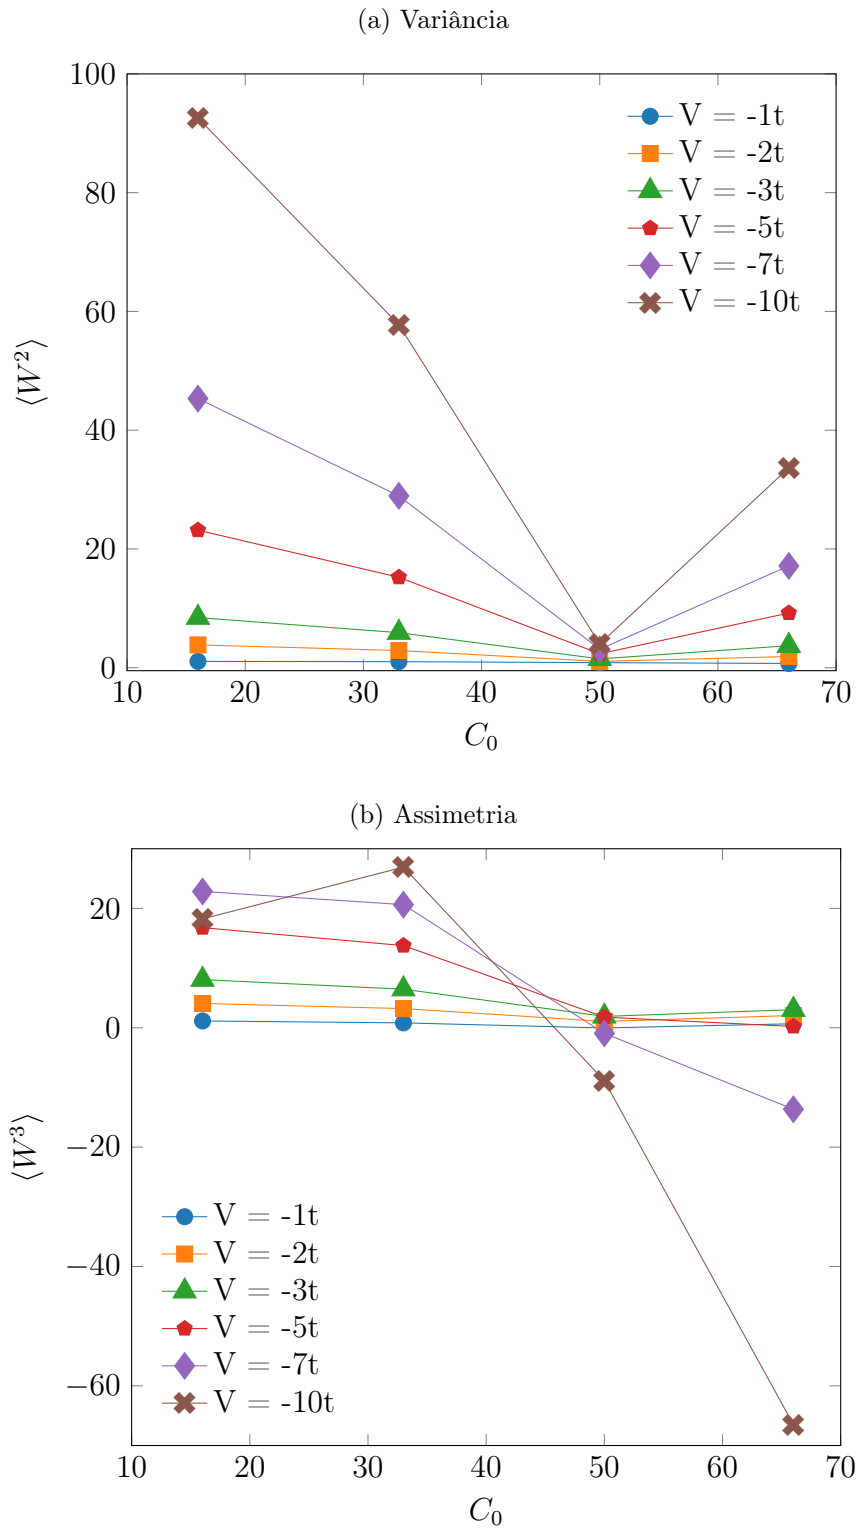 (a) Variância
100
80
60
40
20
0
⟨W²⟩
V = -1t
V = -2t
V = -3t
V = -5t
V = -7t
V = -10t
10 20 30 40 50 60 70
C₀
(b) Assimetria
20
0
−20
−40
−60
⟨W³⟩
V = -1t
V = -2t
V = -3t
V = -5t
V = -7t
V = -10t
10 20 30 40 50 60 70
C₀